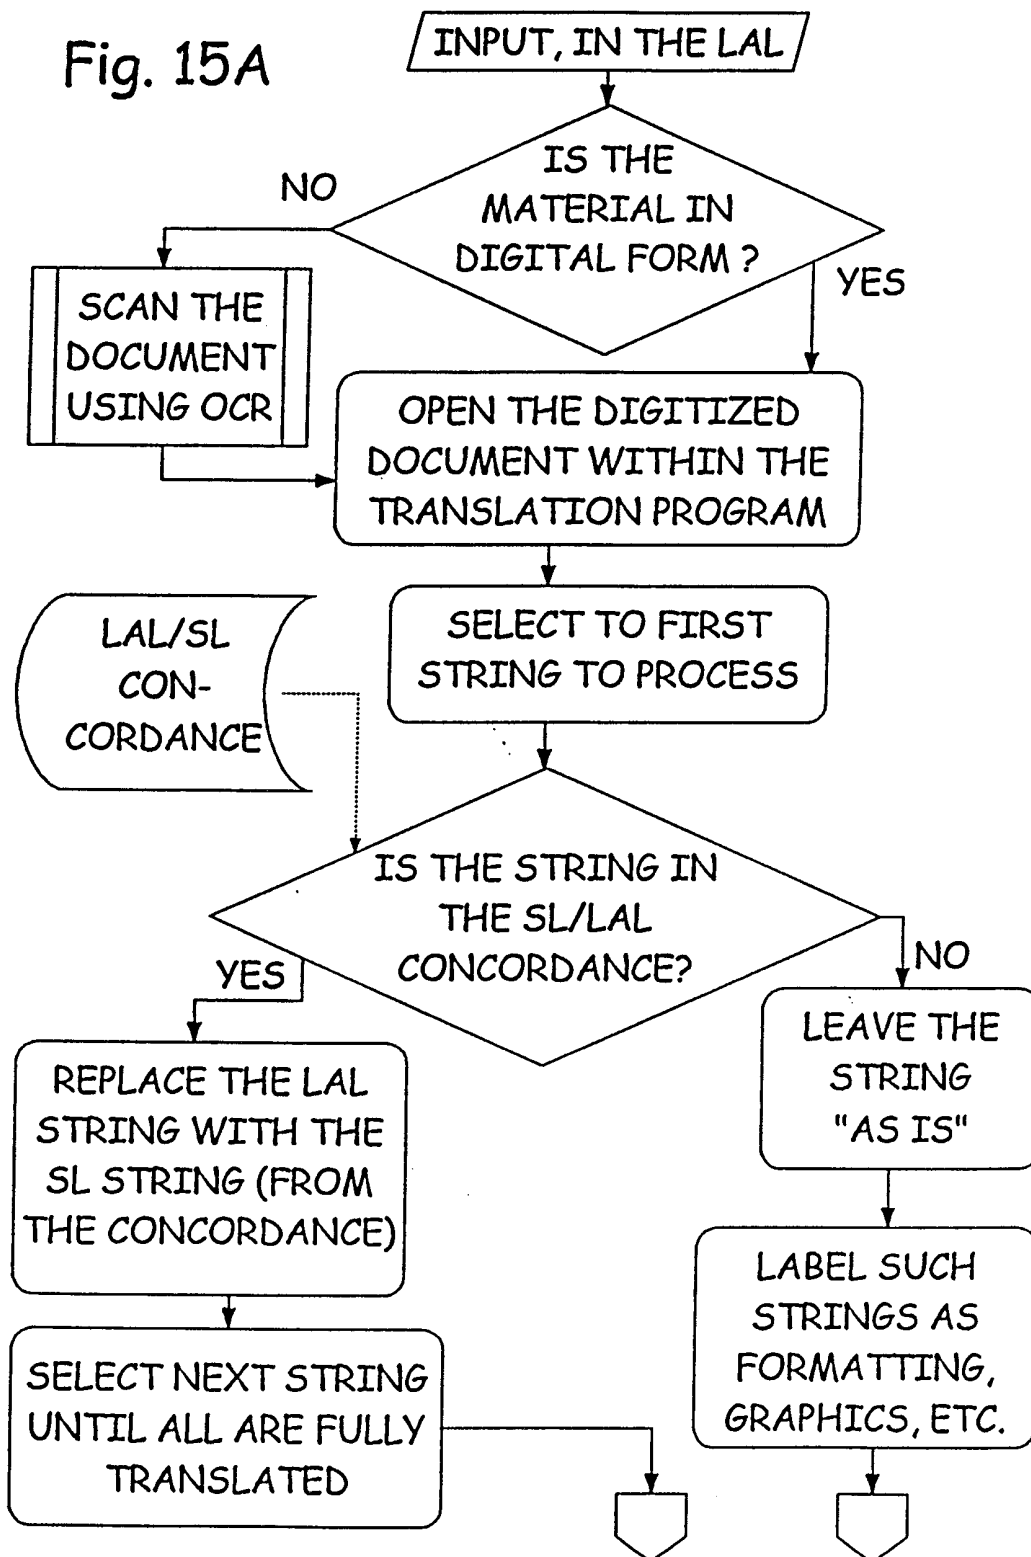 Fig. 15A
INPUT, IN THE LAL
IS THE
MATERIAL IN
DIGITAL FORM ?
NO
YES
SCAN THE
DOCUMENT
USING OCR
OPEN THE DIGITIZED
DOCUMENT WITHIN THE
TRANSLATION PROGRAM
LAL/SL
CON-
CORDANCE
SELECT TO FIRST
STRING TO PROCESS
IS THE STRING IN
THE SL/LAL
CONCORDANCE?
YES
NO
REPLACE THE LAL
STRING WITH THE
SL STRING (FROM
THE CONCORDANCE)
LEAVE THE
STRING
"AS IS"
SELECT NEXT STRING
UNTIL ALL ARE FULLY
TRANSLATED
LABEL SUCH
STRINGS AS
FORMATTING,
GRAPHICS, ETC.